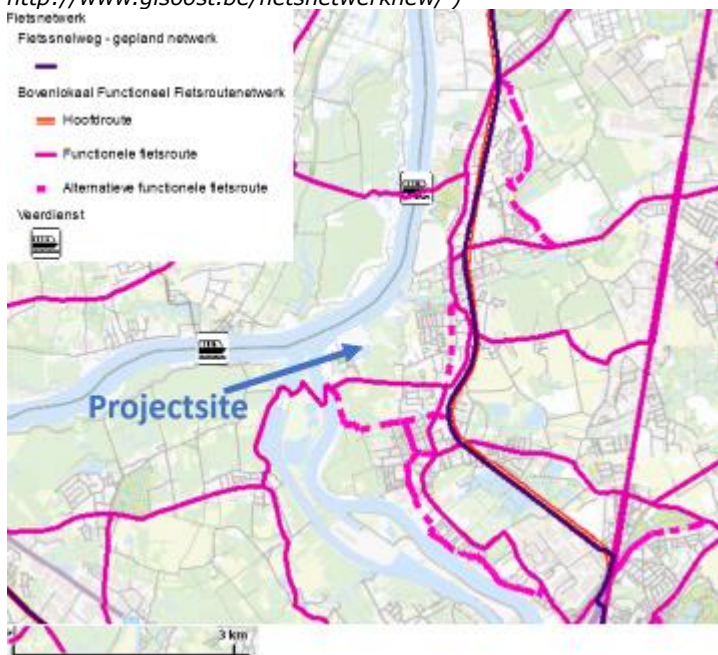 http://www.gisoost.be/fietsnetwerknew/ )
Fietsnetwerk
Fietssnelweg - gepland netwerk
Bovenlokaal Functioneel Fietsroutenetwerk
Hoofdroute
Functionele fietsroute
Alternatieve functionele fietsroute
Veerdienst
Projectsite
3 km